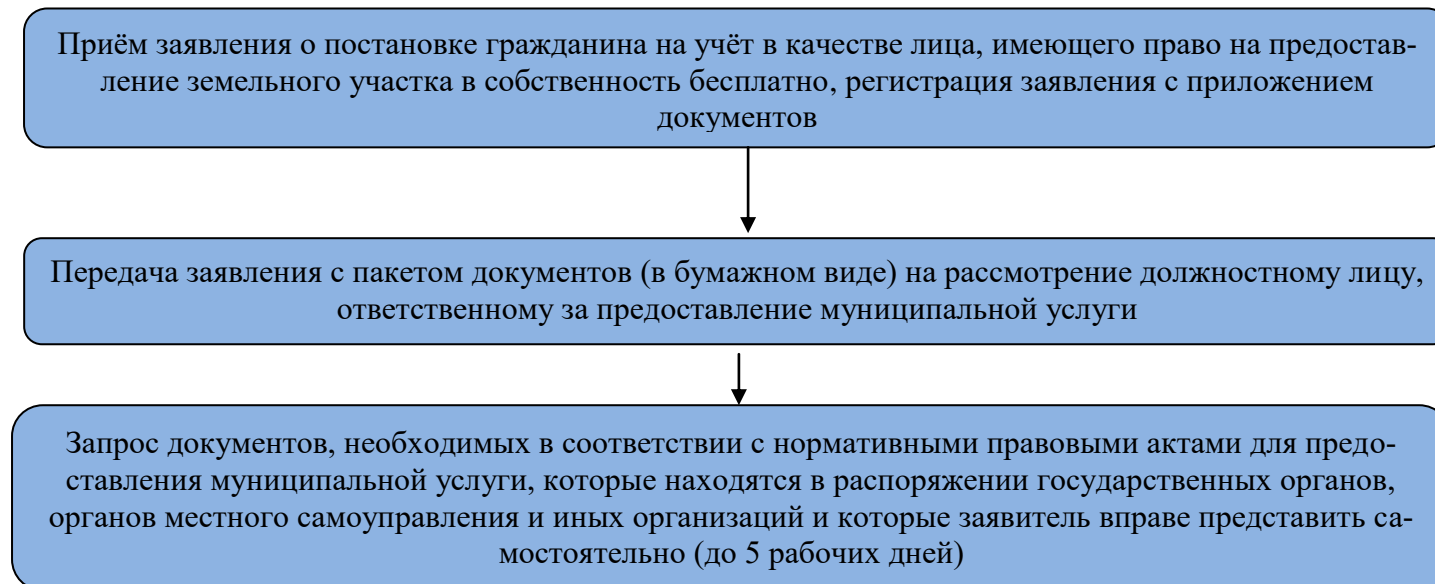 Приём заявления о постановке гражданина на учёт в качестве лица, имеющего право на предостав-
ление земельного участка в собственность бесплатно, регистрация заявления с приложением
документов
Передача заявления с пакетом документов (в бумажном виде) на рассмотрение должностному лицу,
ответственному за предоставление муниципальной услуги
Запрос документов, необходимых в соответствии с нормативными правовыми актами для предо-
ставления муниципальной услуги, которые находятся в распоряжении государственных органов,
органов местного самоуправления и иных организаций и которые заявитель вправе представить са-
мостоятельно (до 5 рабочих дней)